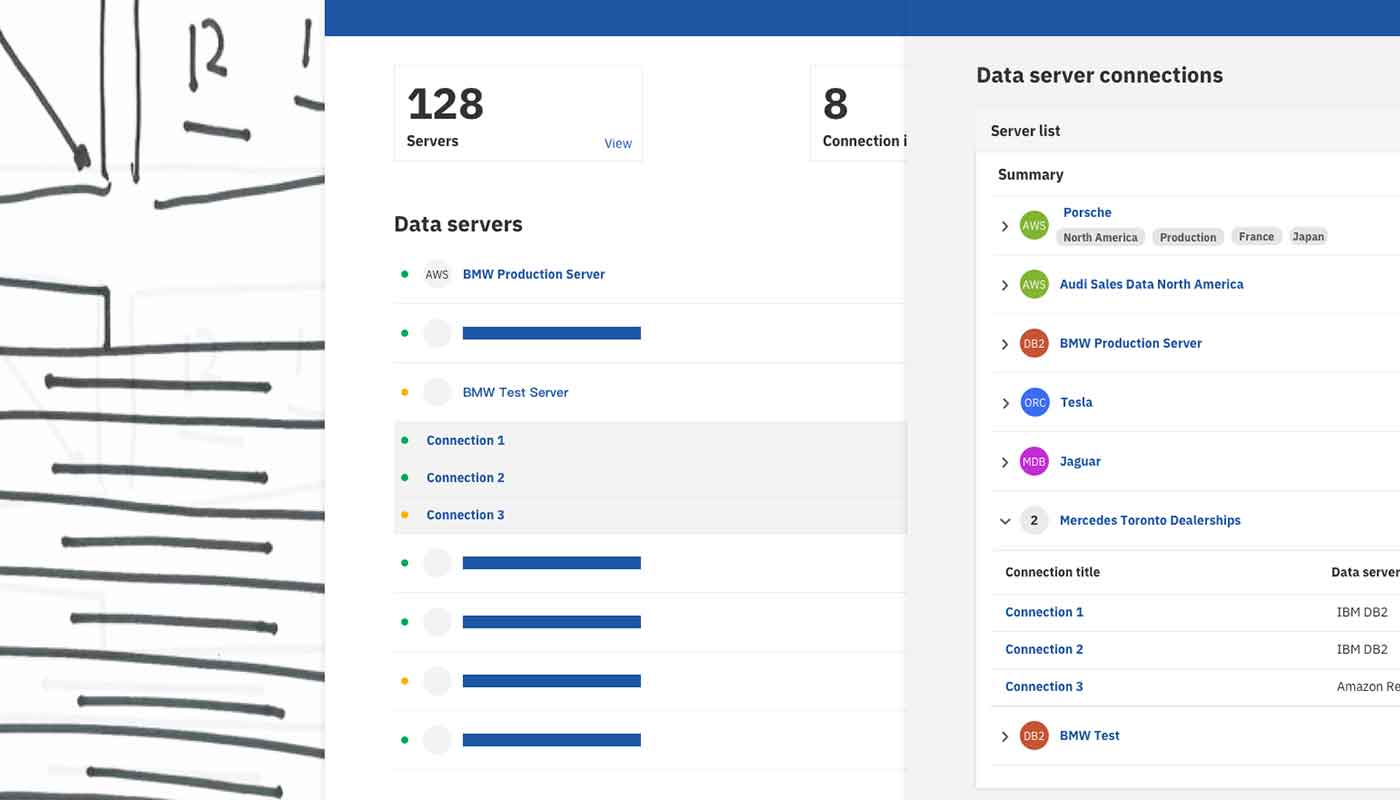 12
128
Servers
View
8
Connection i
Data servers
AWS BMW Production Server
BMW Test Server
Connection 1
Connection 2
Connection 3
Data server connections
Server list
Summary
AWS Porsche
North America Production France Japan
AWS Audi Sales Data North America
DB2 BMW Production Server
ORC Tesla
MDB Jaguar
2 Mercedes Toronto Dealerships
Connection title Data server
Connection 1 IBM DB2
Connection 2 IBM DB2
Connection 3 Amazon Re
DB2 BMW Test